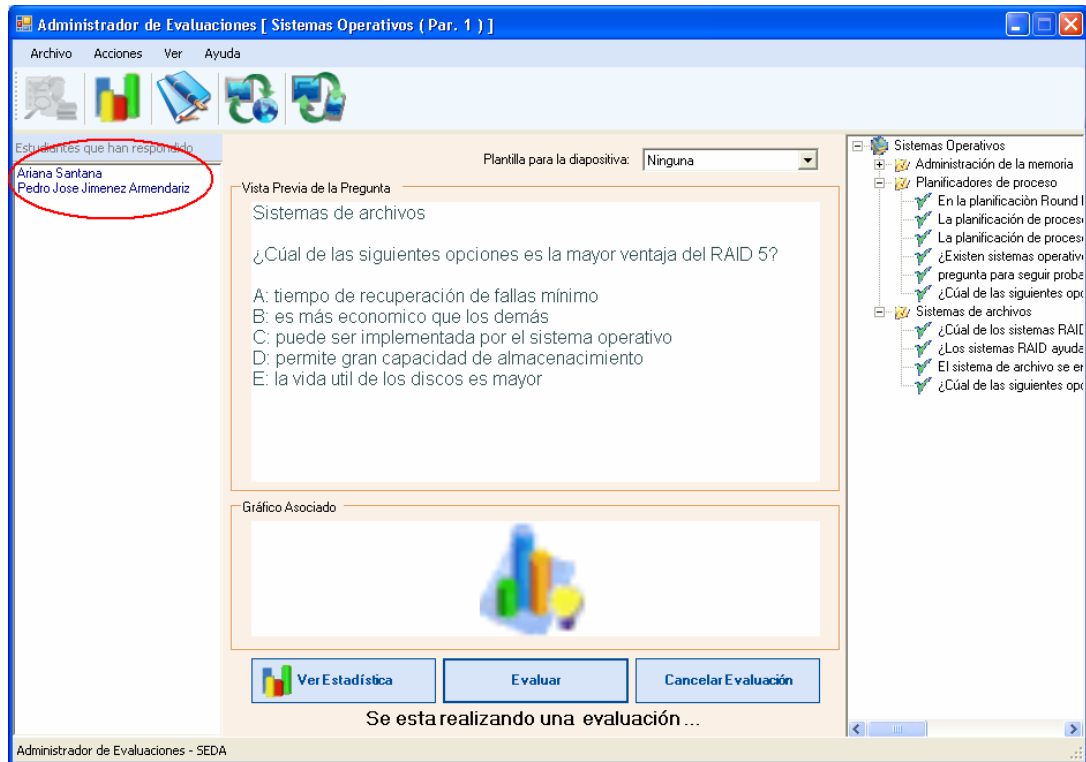 Administrador de Evaluaciones [ Sistemas Operativos ( Par. 1 ) ]
Archivo Acciones Ver Ayuda
Estudiantes que han respondido
Ariana Santana
Pedro Jose Jimenez Armendariz
Plantilla para la diapositiva: Ninguna
Vista Previa de la Pregunta
Sistemas de archivos
¿Cúal de las siguientes opciones es la mayor ventaja del RAID 5?
A: tiempo de recuperación de fallas mínimo
B: es más economico que los demás
C: puede ser implementada por el sistema operativo
D: permite gran capacidad de almacenacimiento
E: la vida util de los discos es mayor
Gráfico Asociado
Ver Estadística
Evaluar
Cancelar Evaluación
Se esta realizando una evaluación ...
Sistemas Operativos
Administración de la memoria
Planificadores de proceso
En la planificaciòn Round
La planificación de
La planificación de
¿Existen sistemas
pregunta para seguir
¿Cúal de las siguientes
Sistemas de archivos
¿Cúal de los sistemas
¿Los sistemas RAID ayuda
El sistema de archivo se
¿Cúal de las siguientes
Administrador de Evaluaciones - SEDA